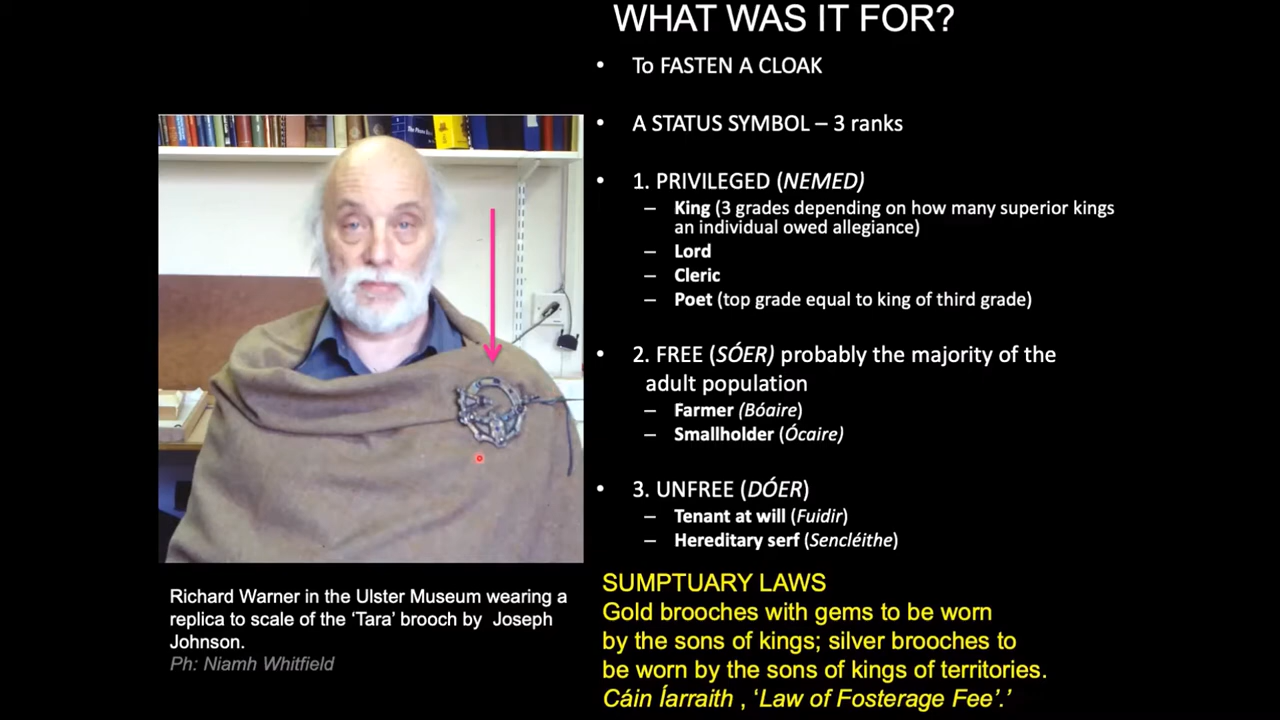 WHAT WAS IT FOR?
• To FASTEN A CLOAK
• A STATUS SYMBOL – 3 ranks
• 1. PRIVILEGED (NEMED)
– King (3 grades depending on how many superior kings
an individual owed allegiance)
– Lord
– Cleric
– Poet (top grade equal to king of third grade)
• 2. FREE (SÓER) probably the majority of the
adult population
– Farmer (Bóaire)
– Smallholder (Ócaire)
• 3. UNFREE (DÓER)
– Tenant at will (Fuidir)
– Hereditary serf (Sencléithe)
SUMPTUARY LAWS
Gold brooches with gems to be worn
by the sons of kings; silver brooches to
be worn by the sons of kings of territories.
Cáin Íarraith , ‘Law of Fosterage Fee’.’
Richard Warner in the Ulster Museum wearing a
replica to scale of the ‘Tara’ brooch by Joseph
Johnson.
Ph: Niamh Whitfield